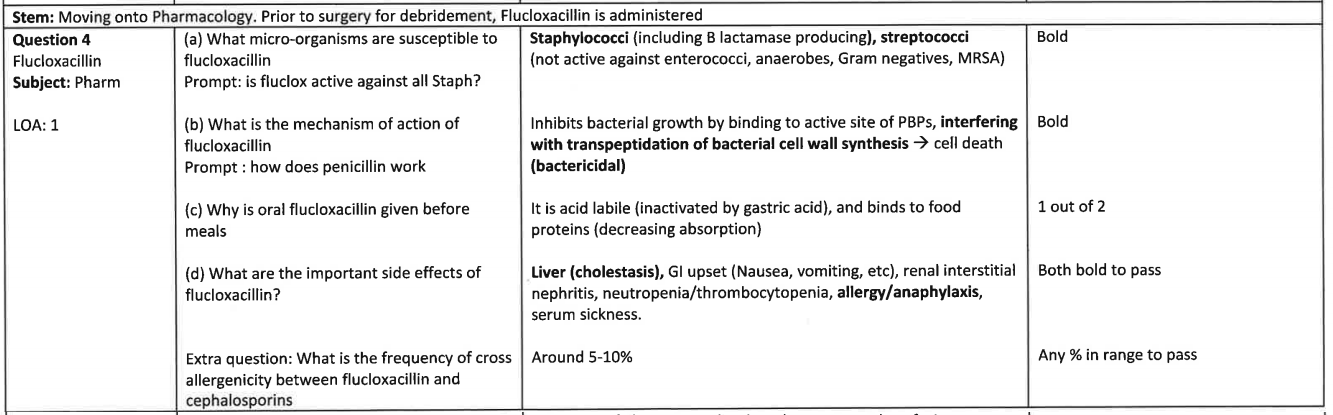 Stem: Moving onto Pharmacology. Prior to surgery for debridement, Flucloxacillin is administered
Question 4
Flucloxacillin
Subject: Pharm
LOA: 1
(a) What micro-organisms are susceptible to
flucloxacillin
Prompt: is fluclox active against all Staph?
Staphylococci (including B lactamase producing), streptococci
(not active against enterococci, anaerobes, Gram negatives, MRSA)
Bold
(b) What is the mechanism of action of
flucloxacillin
Prompt : how does penicillin work
Inhibits bacterial growth by binding to active site of PBPs, interfering
with transpeptidation of bacterial cell wall synthesis → cell death
(bactericidal)
Bold
(c) Why is oral flucloxacillin given before
meals
It is acid labile (inactivated by gastric acid), and binds to food
proteins (decreasing absorption)
1 out of 2
(d) What are the important side effects of
flucloxacillin?
Liver (cholestasis), GI upset (Nausea, vomiting, etc), renal interstitial
nephritis, neutropenia/thrombocytopenia, allergy/anaphylaxis,
serum sickness.
Both bold to pass
Extra question: What is the frequency of cross
allergenicity between flucloxacillin and
cephalosporins
Around 5-10%
Any % in range to pass